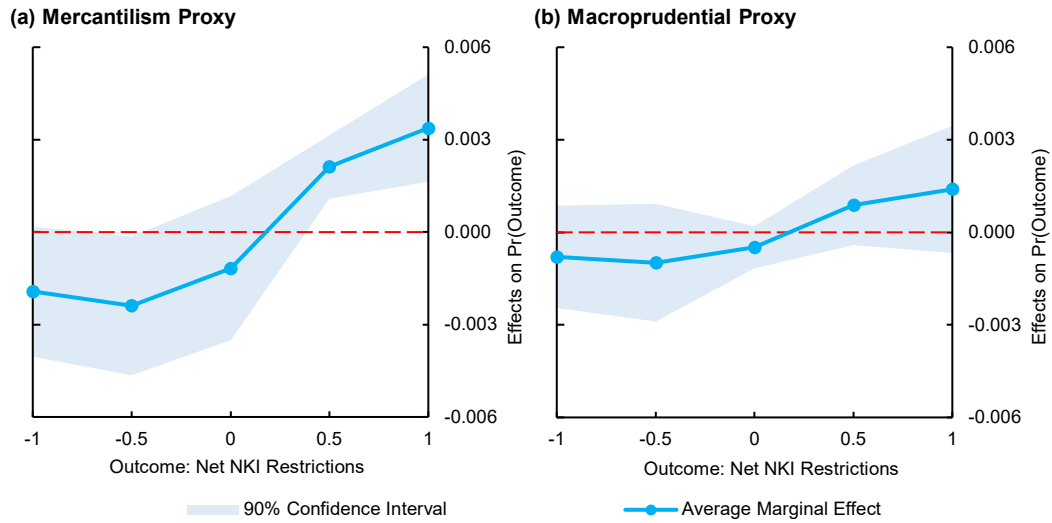 (a) Mercantilism Proxy
0.006
0.003
0.000
-0.003
-0.006
Effects on Pr(Outcome)
-1 -0.5 0 0.5 1
Outcome: Net NKI Restrictions
(b) Macroprudential Proxy
0.006
0.003
0.000
-0.003
-0.006
Effects on Pr(Outcome)
-1 -0.5 0 0.5 1
Outcome: Net NKI Restrictions
90% Confidence Interval
Average Marginal Effect